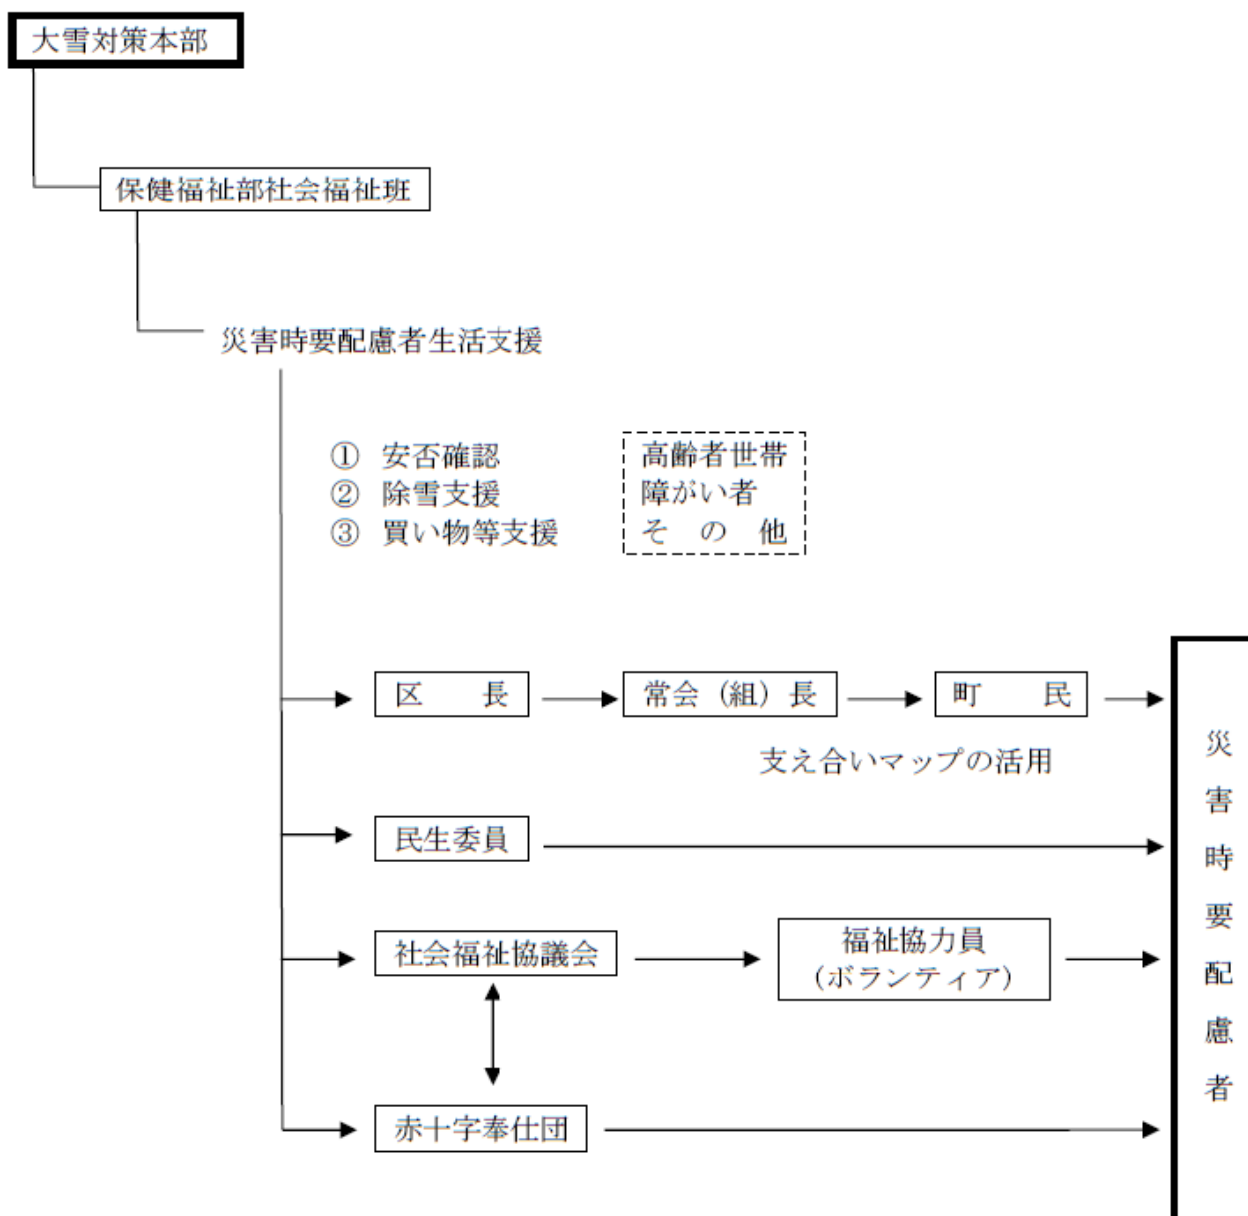 大雪対策本部
保健福祉部社会福祉班
災害時要配慮者生活支援
① 安否確認
② 除雪支援
③ 買い物等支援
高齢者世帯
障がい者
そ の 他
区 長
常会（組）長
町 民
支え合いマップの活用
民生委員
社会福祉協議会
福祉協力員
（ボランティア）
赤十字奉仕団
災害時要配慮者